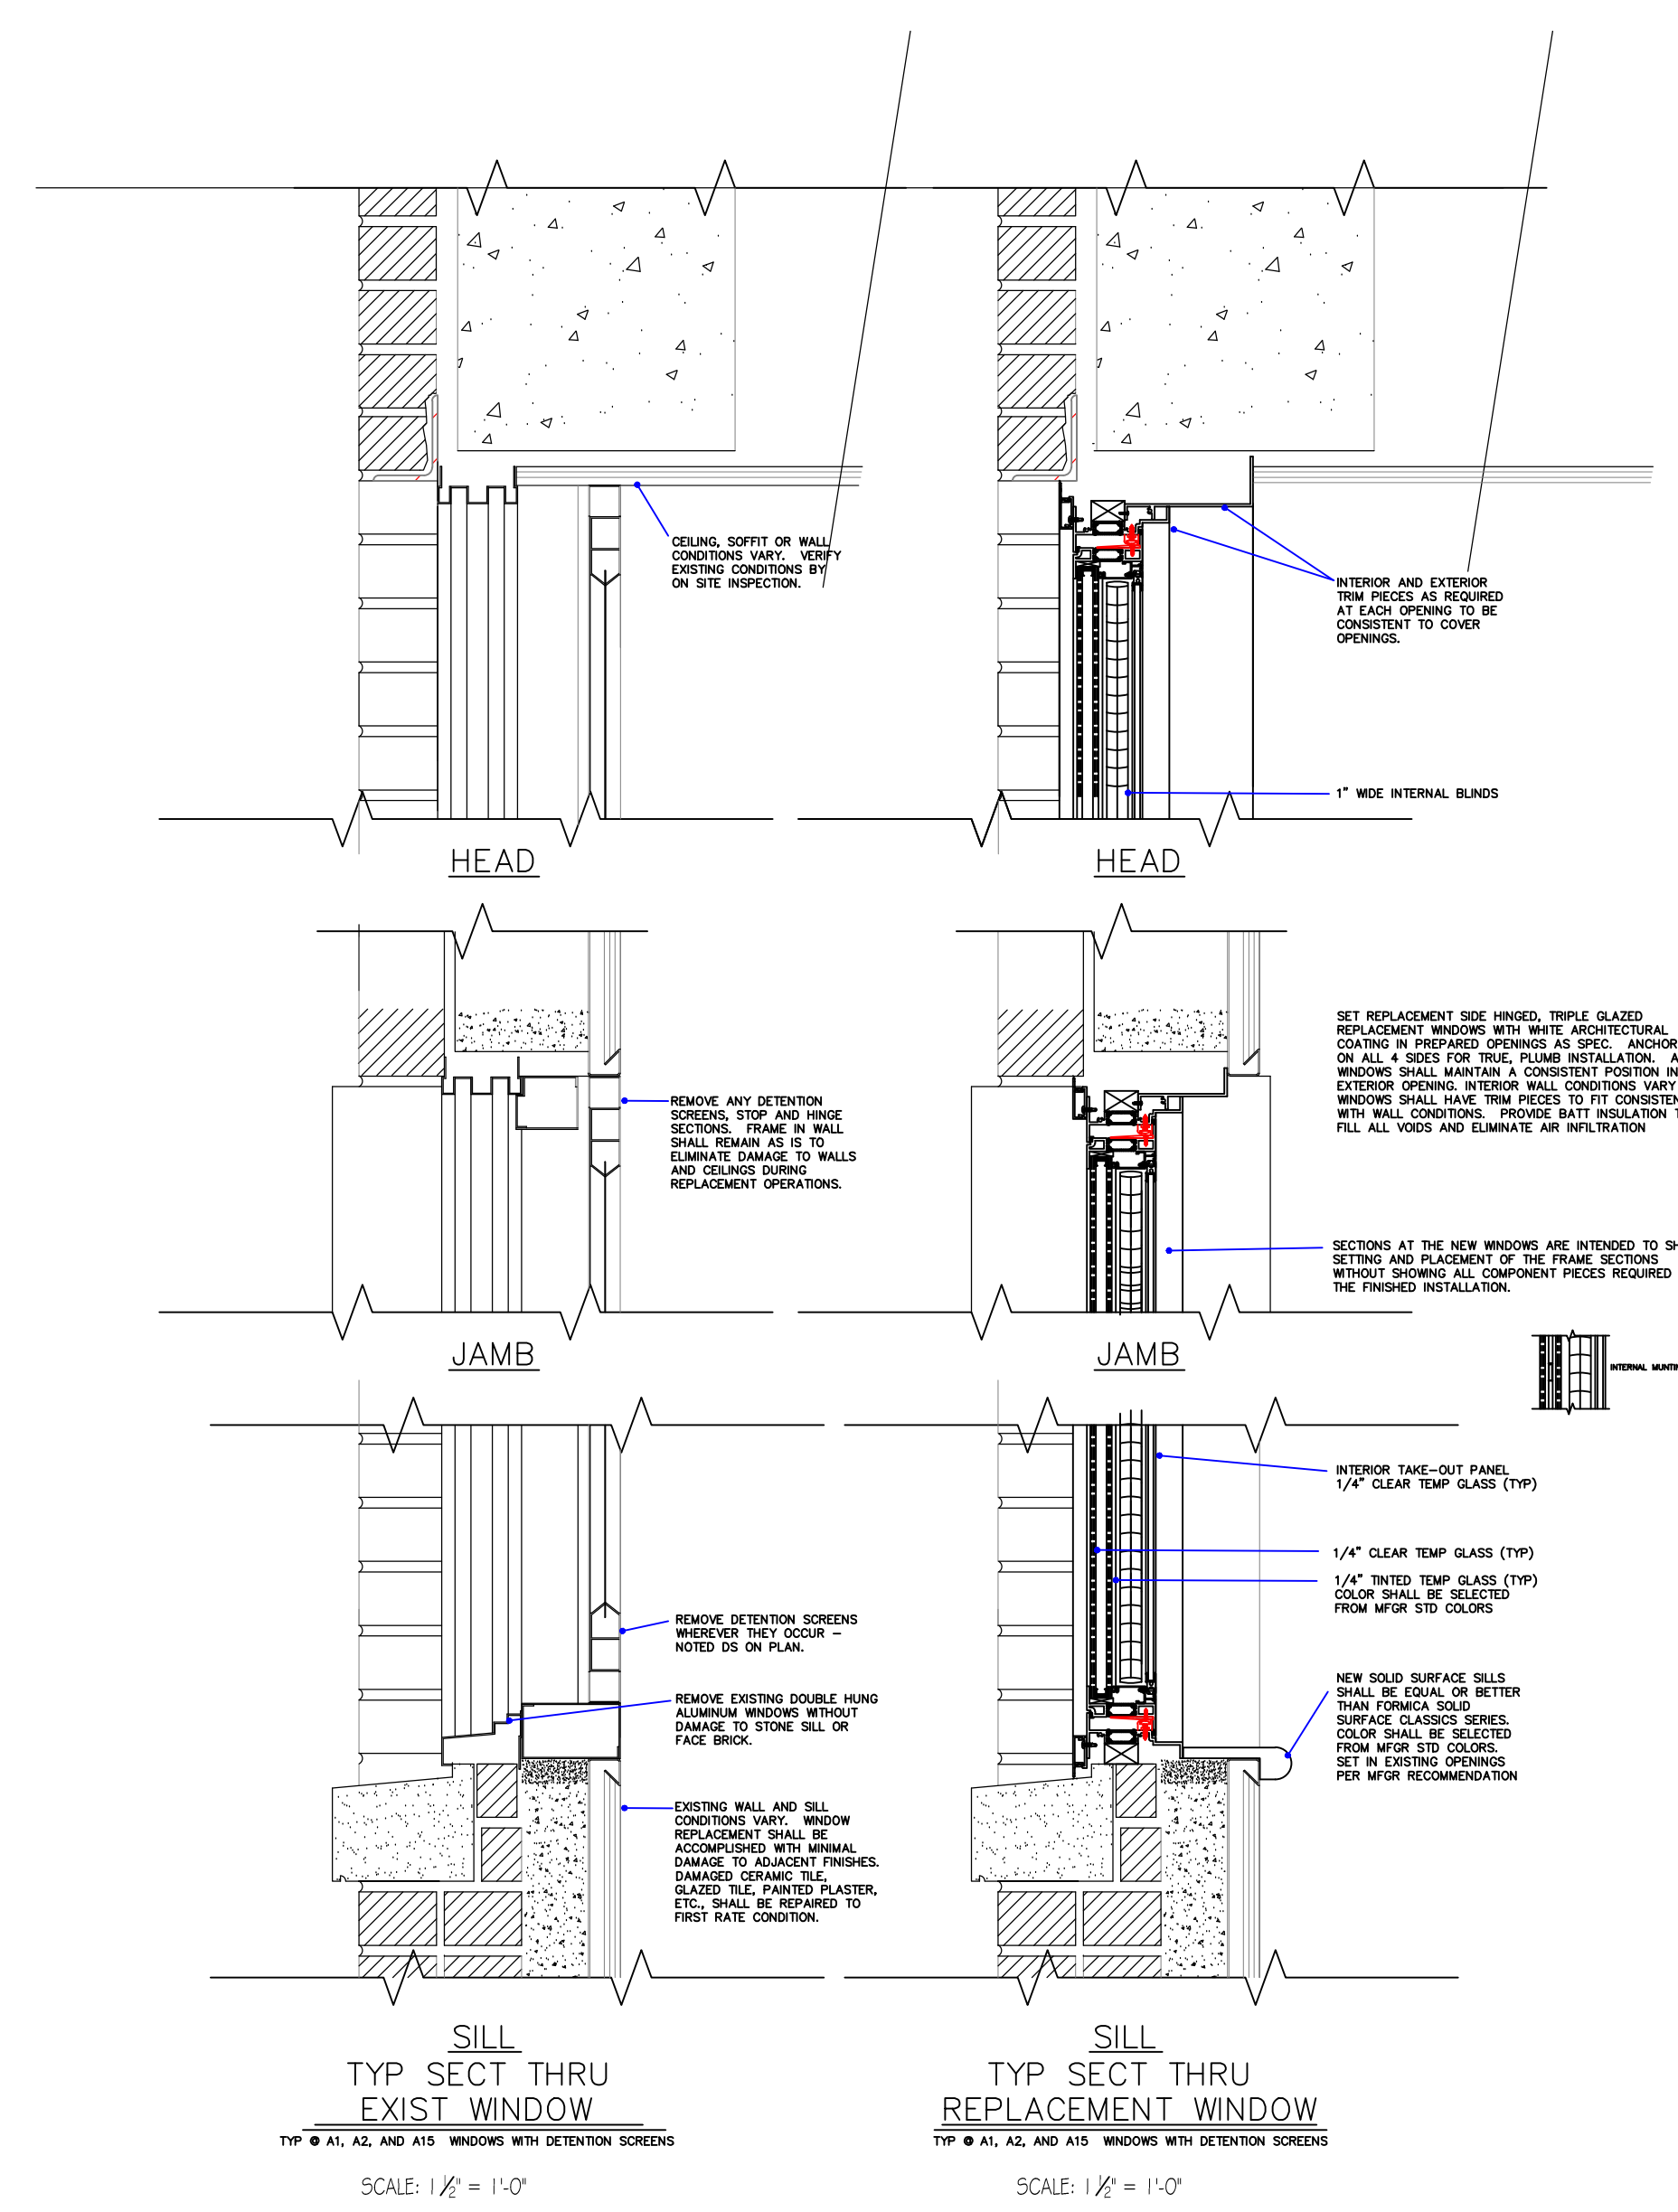 CEILING, SOFFIT OR WALL
CONDITIONS VARY. VERIFY
EXISTING CONDITIONS BY
ON SITE INSPECTION.
INTERIOR AND EXTERIOR
TRIM PIECES AS REQUIRED
AT EACH OPENING TO BE
CONSISTENT TO COVER
OPENINGS.
1" WIDE INTERNAL BLINDS
HEAD
HEAD
REMOVE ANY DETENTION
SCREENS, STOP AND HINGE
SECTIONS. FRAME IN WALL
SHALL REMAIN AS IS TO
ELIMINATE DAMAGE TO WALLS
AND CEILINGS DURING
REPLACEMENT OPERATIONS.
SET REPLACEMENT SIDE HINGED, TRIPLE GLAZED
REPLACEMENT WINDOWS WITH WHITE ARCHITECTURAL
COATING IN PREPARED OPENINGS AS SPEC. ANCHOR
ON ALL 4 SIDES FOR TRUE, PLUMB INSTALLATION.
WINDOWS SHALL MAINTAIN A CONSISTENT POSITION IN
EXTERIOR OPENING. INTERIOR WALL CONDITIONS VARY
WINDOWS SHALL HAVE TRIM PIECES TO FIT
WITH WALL CONDITIONS. PROVIDE BATT INSULATION
FILL ALL VOIDS AND ELIMINATE AIR INFILTRATION
SECTIONS AT THE NEW WINDOWS ARE INTENDED TO
SETTING AND PLACEMENT OF THE FRAME SECTIONS
WITHOUT SHOWING ALL COMPONENT PIECES REQUIRED
THE FINISHED INSTALLATION.
JAMB
JAMB
INTERNAL
REMOVE DETENTION SCREENS
WHEREVER THEY OCCUR –
NOTED DS ON PLAN.
REMOVE EXISTING DOUBLE HUNG
ALUMINUM WINDOWS WITHOUT
DAMAGE TO STONE SILL OR
FACE BRICK.
EXISTING WALL AND SILL
CONDITIONS VARY. WINDOW
REPLACEMENT SHALL BE
ACCOMPLISHED WITH MINIMAL
DAMAGE TO ADJACENT FINISHES.
DAMAGED CERAMIC TILE,
GLAZED TILE, PAINTED PLASTER,
ETC., SHALL BE REPAIRED TO
FIRST RATE CONDITION.
INTERIOR TAKE–OUT PANEL
1/4" CLEAR TEMP GLASS (TYP)
1/4" CLEAR TEMP GLASS (TYP)
1/4" TINTED TEMP GLASS (TYP)
COLOR SHALL BE SELECTED
FROM MFGR STD COLORS
NEW SOLID SURFACE SILLS
SHALL BE EQUAL OR BETTER
THAN FORMICA SOLID
SURFACE CLASSICS SERIES.
COLOR SHALL BE SELECTED
FROM MFGR STD COLORS.
SET IN EXISTING OPENINGS
PER MFGR RECOMMENDATION
SILL
TYP SECT THRU
EXIST WINDOW
TYP @ A1, A2, AND A15 WINDOWS WITH DETENTION SCREENS
SCALE: 1 1/2" = 1'-0"
SILL
TYP SECT THRU
REPLACEMENT WINDOW
TYP @ A1, A2, AND A15 WINDOWS WITH DETENTION SCREENS
SCALE: 1 1/2" = 1'-0"